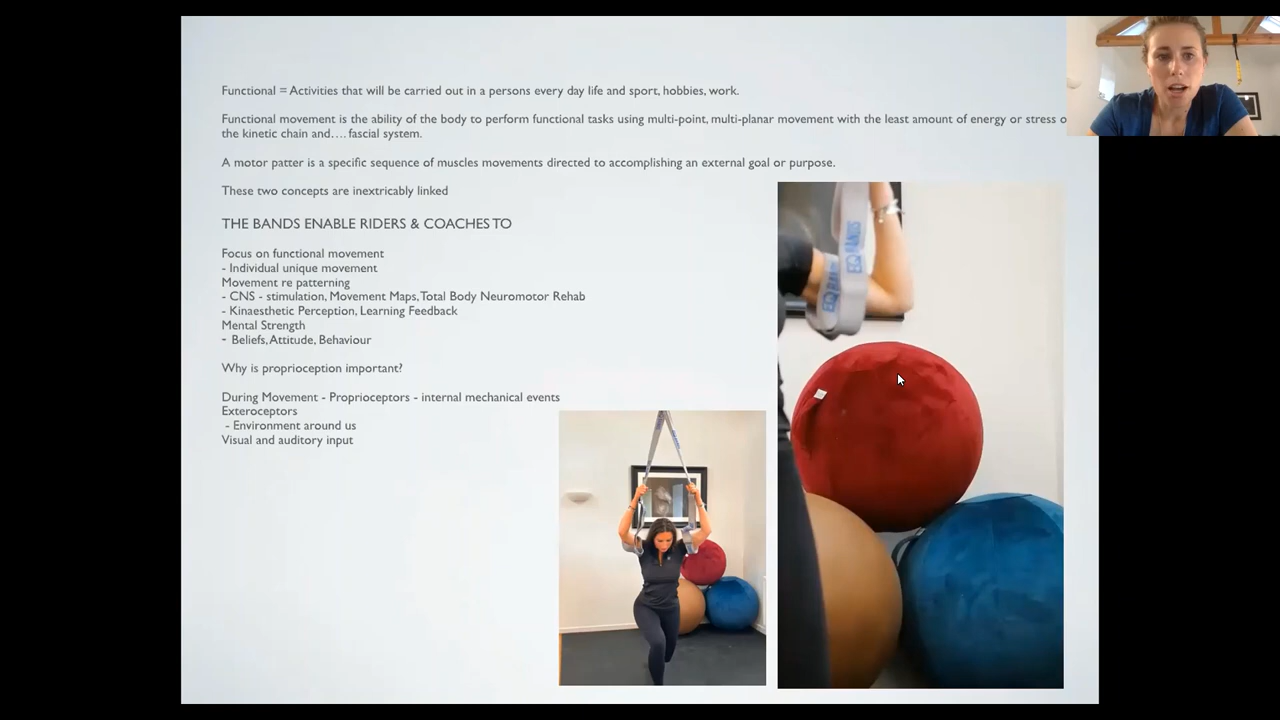 Functional = Activities that will be carried out in a persons every day life and sport, hobbies, work.
Functional movement is the ability of the body to perform functional tasks using multi-point, multi-planar movement with the least amount of energy or stress o
the kinetic chain and…. fascial system.
A motor patter is a specific sequence of muscles movements directed to accomplishing an external goal or purpose.
These two concepts are inextricably linked
THE BANDS ENABLE RIDERS & COACHES TO
Focus on functional movement
- Individual unique movement
Movement re patterning
- CNS - stimulation, Movement Maps, Total Body Neuromotor Rehab
- Kinaesthetic Perception, Learning Feedback
Mental Strength
- Beliefs, Attitude, Behaviour
Why is proprioception important?
During Movement - Proprioceptors - internal mechanical events
Exteroceptors
- Environment around us
Visual and auditory input
EQ BANDS
EQ BAN